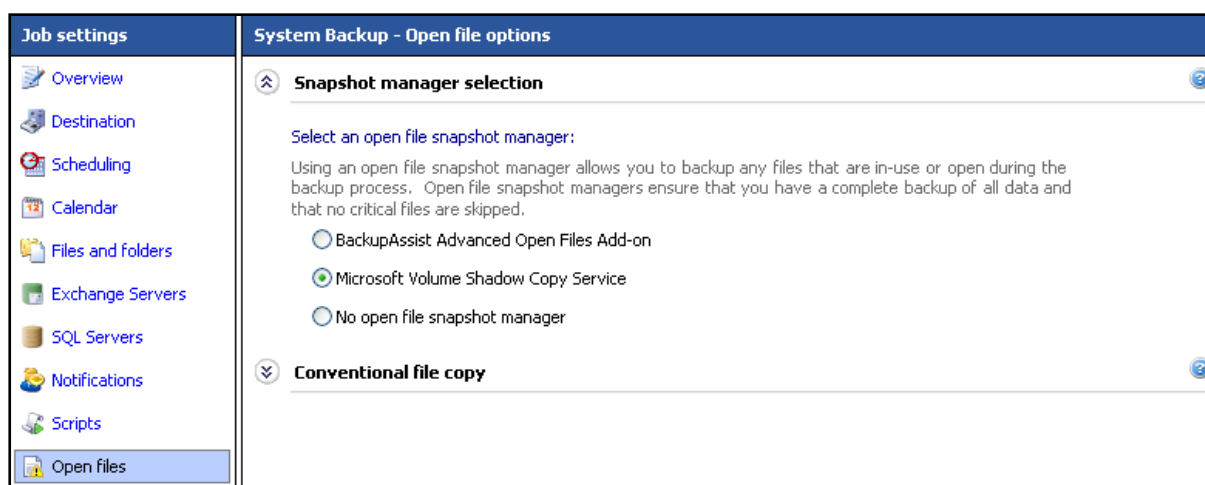 Job settings
Overview
Destination
Scheduling
Calendar
Files and folders
Exchange Servers
SQL Servers
Notifications
Scripts
Open files
System Backup - Open file options
Snapshot manager selection
Select an open file snapshot manager:
Using an open file snapshot manager allows you to backup any files that are in-use or open during the
backup process. Open file snapshot managers ensure that you have a complete backup of all data and
that no critical files are skipped.
BackupAssist Advanced Open Files Add-on
Microsoft Volume Shadow Copy Service
No open file snapshot manager
Conventional file copy